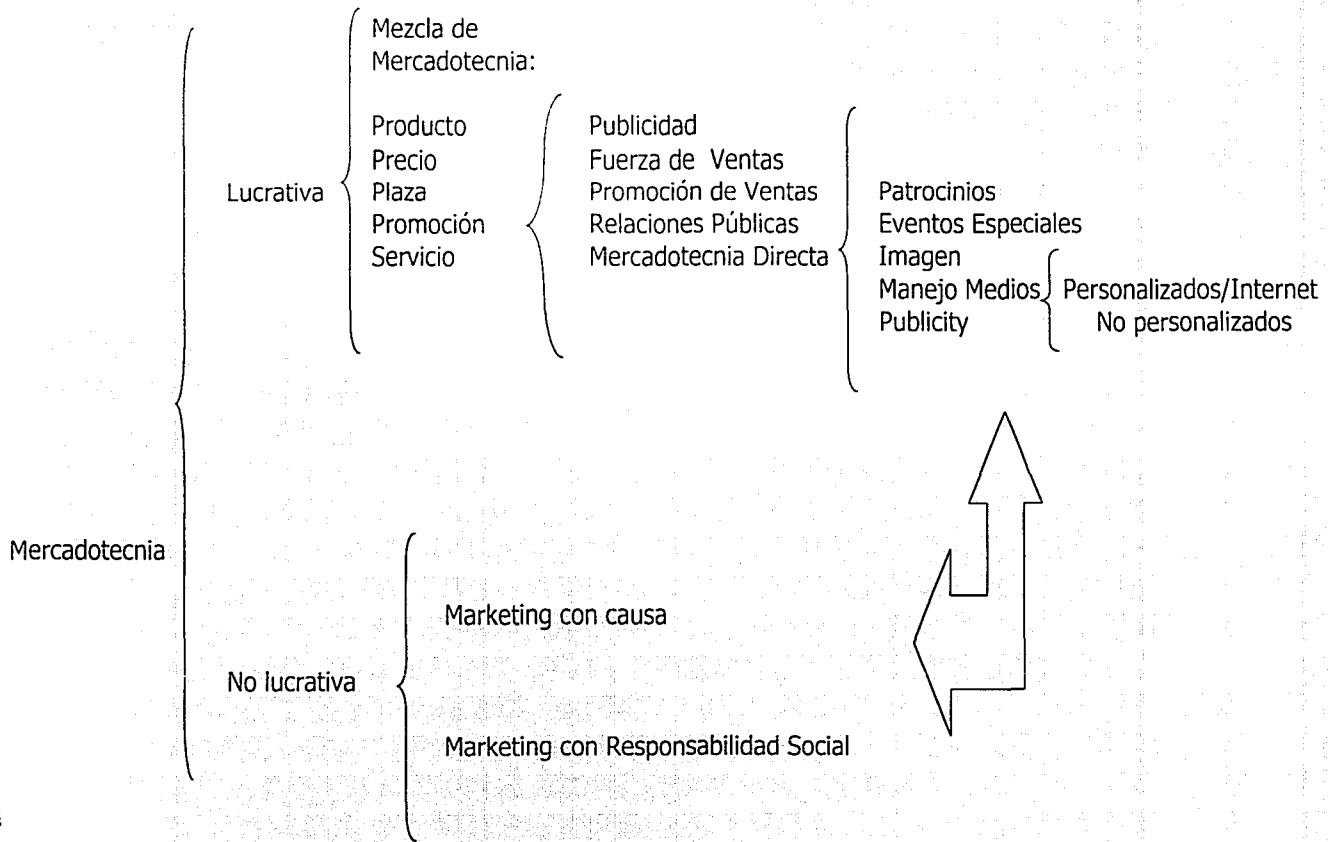 Mezcla de
Mercadotecnia:
Producto
Precio
Plaza
Promoción
Servicio
Lucrativa
Publicidad
Fuerza de Ventas
Promoción de Ventas
Relaciones Públicas
Mercadotecnia Directa
Patrocinios
Eventos Especiales
Imagen
Manejo Medios
Publicity
Personalizados/Internet
No personalizados
Mercadotecnia
No lucrativa
Marketing con causa
Marketing con Responsabilidad Social